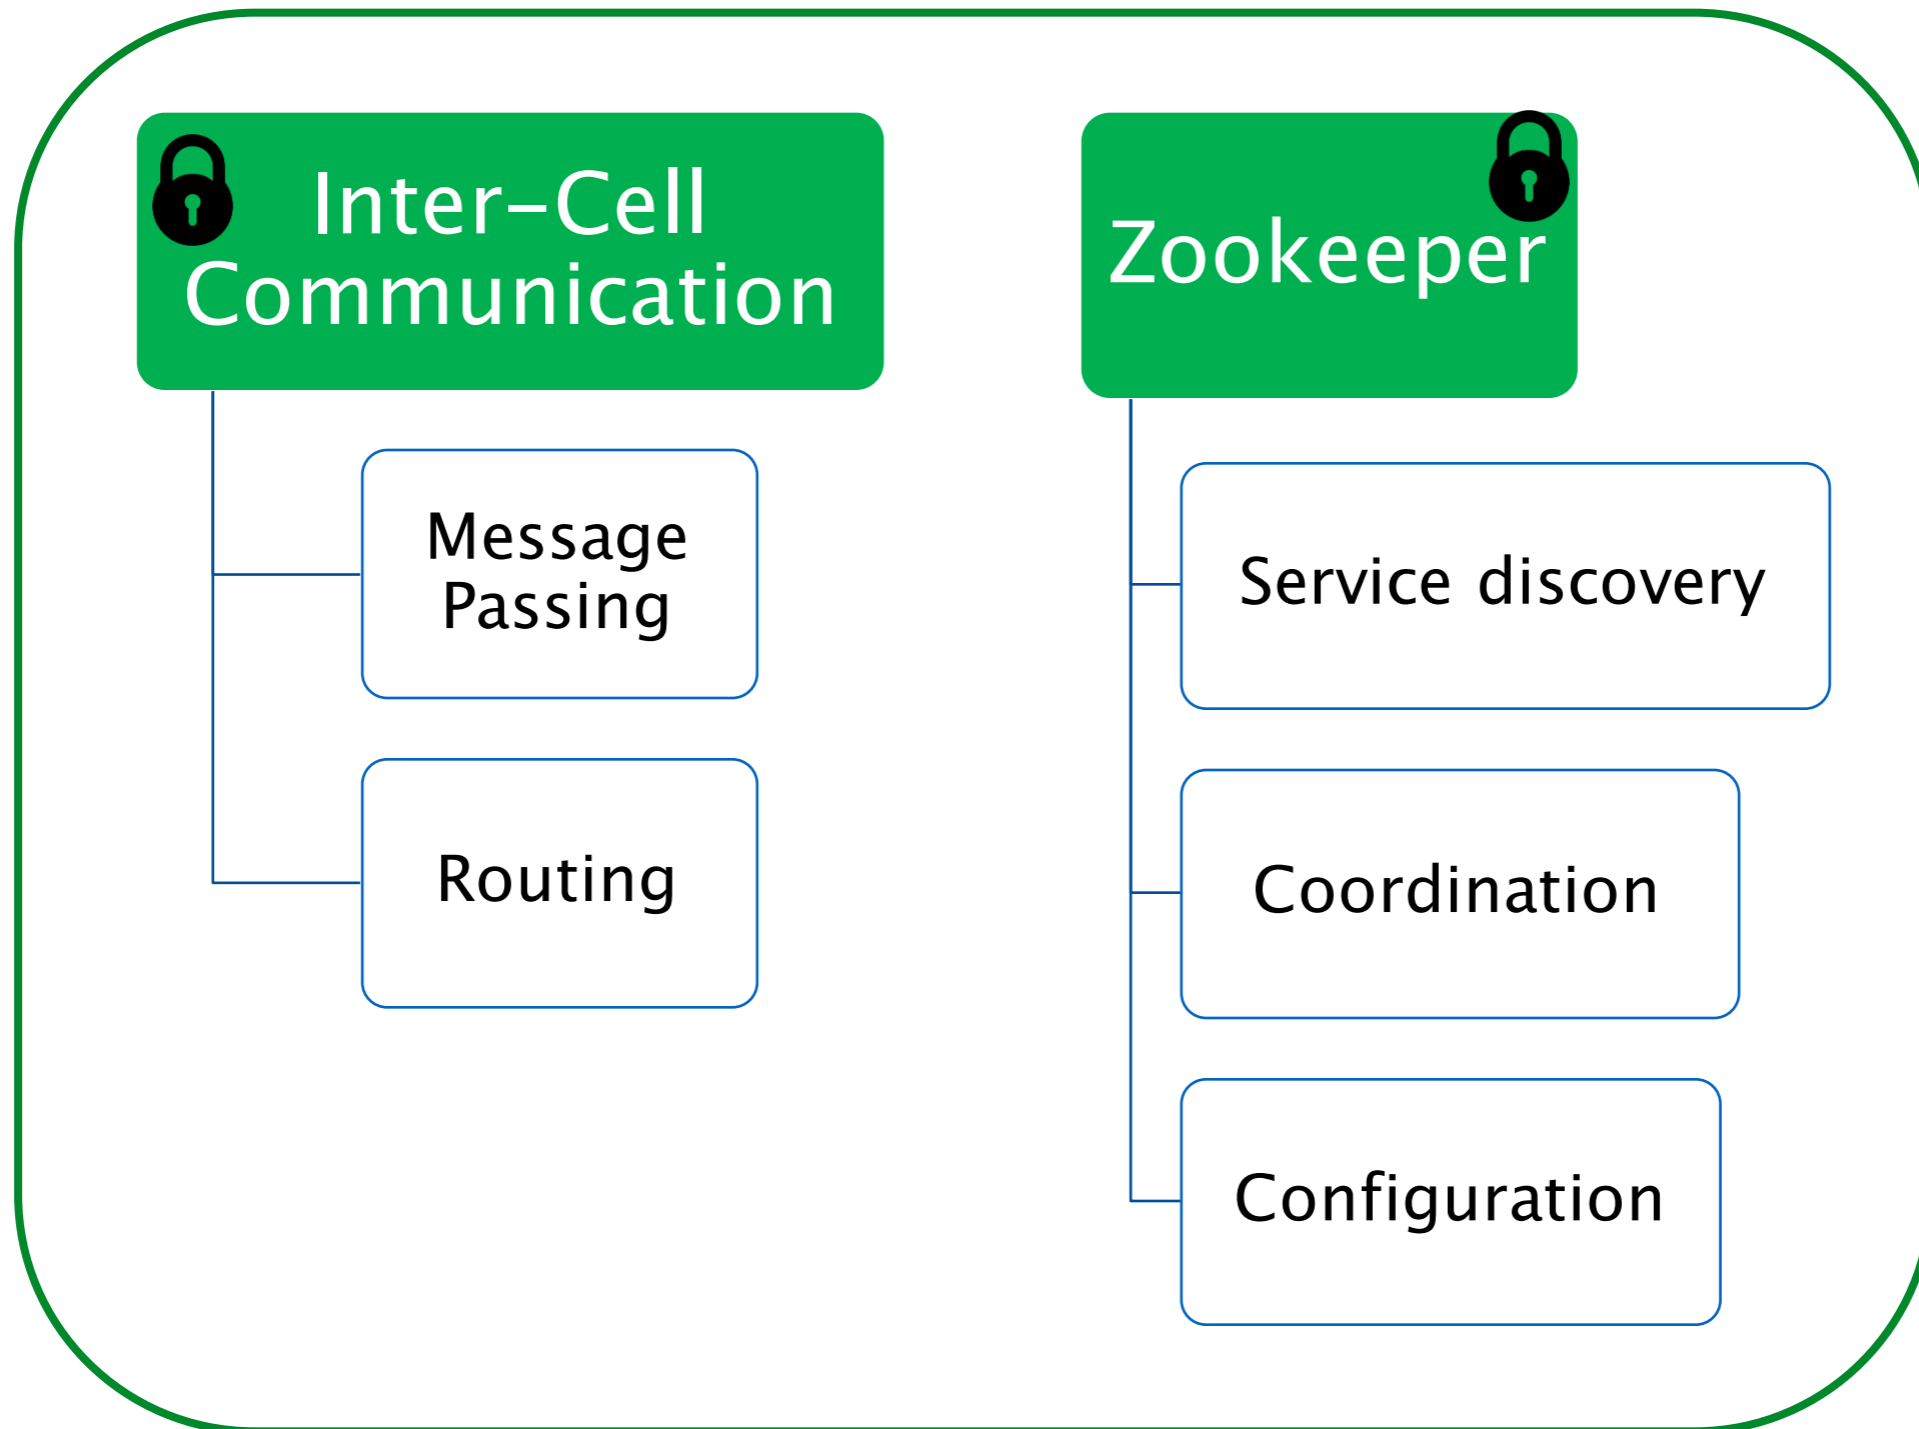 Inter-Cell
Communication
Message
Passing
Routing
Zookeeper
Service discovery
Coordination
Configuration